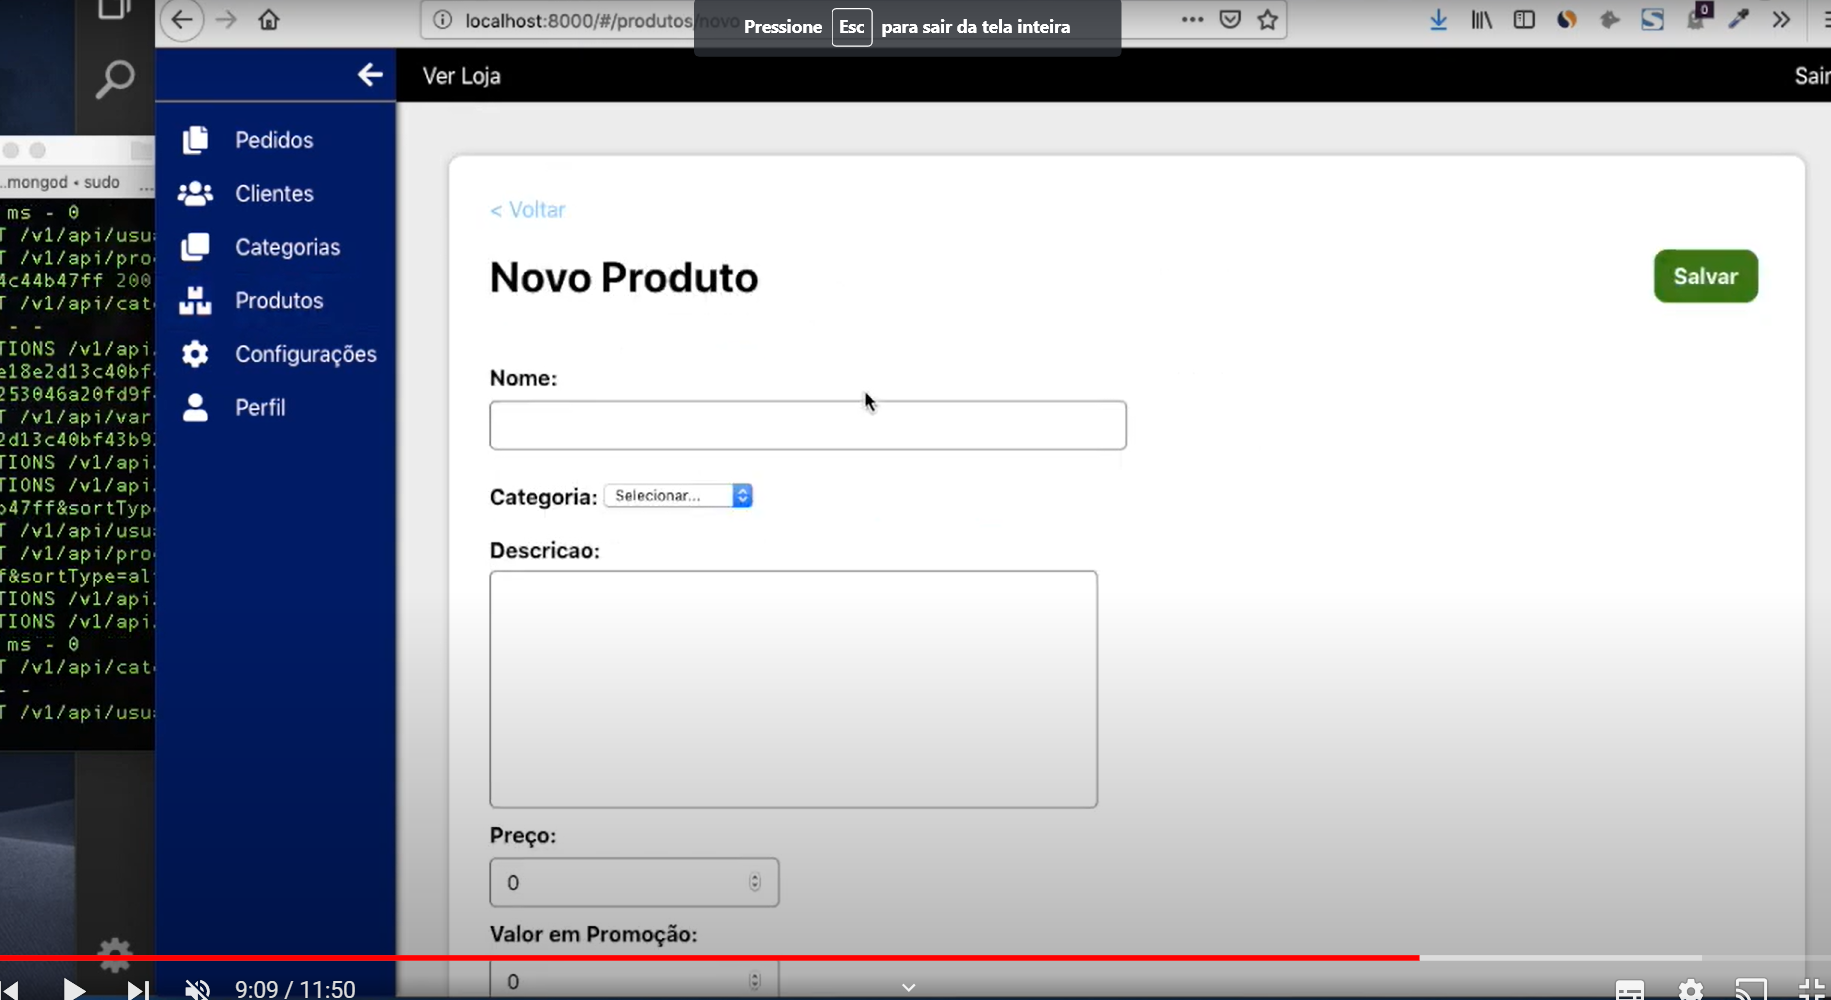 localhost:8000/#/produtos/novo
Pressione Esc para sair da tela inteira
0
Ver Loja
Sair
Pedidos
Clientes
Categorias
Produtos
Configurações
Perfil
...mongod • sudo ...
ms - 0
T /v1/api/usu
T /v1/api/pro
4c44b47ff 200
T /v1/api/cat
- -
TIONS /v1/api
e18e2d13c40bf
253046a20fd9f
T /v1/api/var
2d13c40bf43b9
TIONS /v1/api
TIONS /v1/api
b47ff&sortTyp
T /v1/api/usu
T /v1/api/pro
f&sortType=al
TIONS /v1/api
TIONS /v1/api
ms - 0
T /v1/api/cat
- -
T /v1/api/usu
< Voltar
Novo Produto
Salvar
Nome:
Categoria: Selecionar...
Descricao:
Preço:
0
Valor em Promoção:
0
9:09 / 11:50